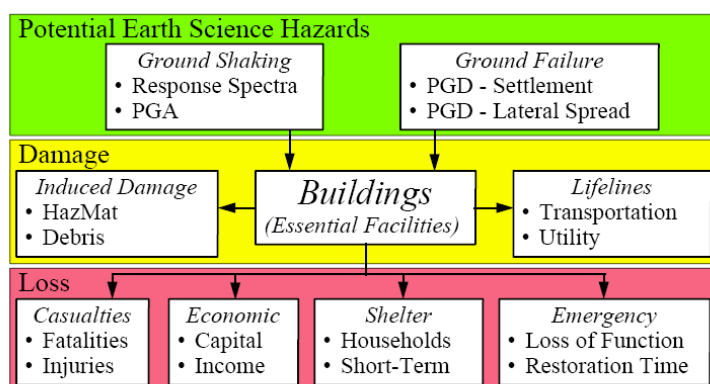 Potential Earth Science Hazards
Ground Shaking
• Response Spectra
• PGA
Ground Failure
• PGD - Settlement
• PGD - Lateral Spread
Damage
Induced Damage
• HazMat
• Debris
Buildings
(Essential Facilities)
Lifelines
• Transportation
• Utility
Loss
Casualties
• Fatalities
• Injuries
Economic
• Capital
• Income
Shelter
• Households
• Short-Term
Emergency
• Loss of Function
• Restoration Time